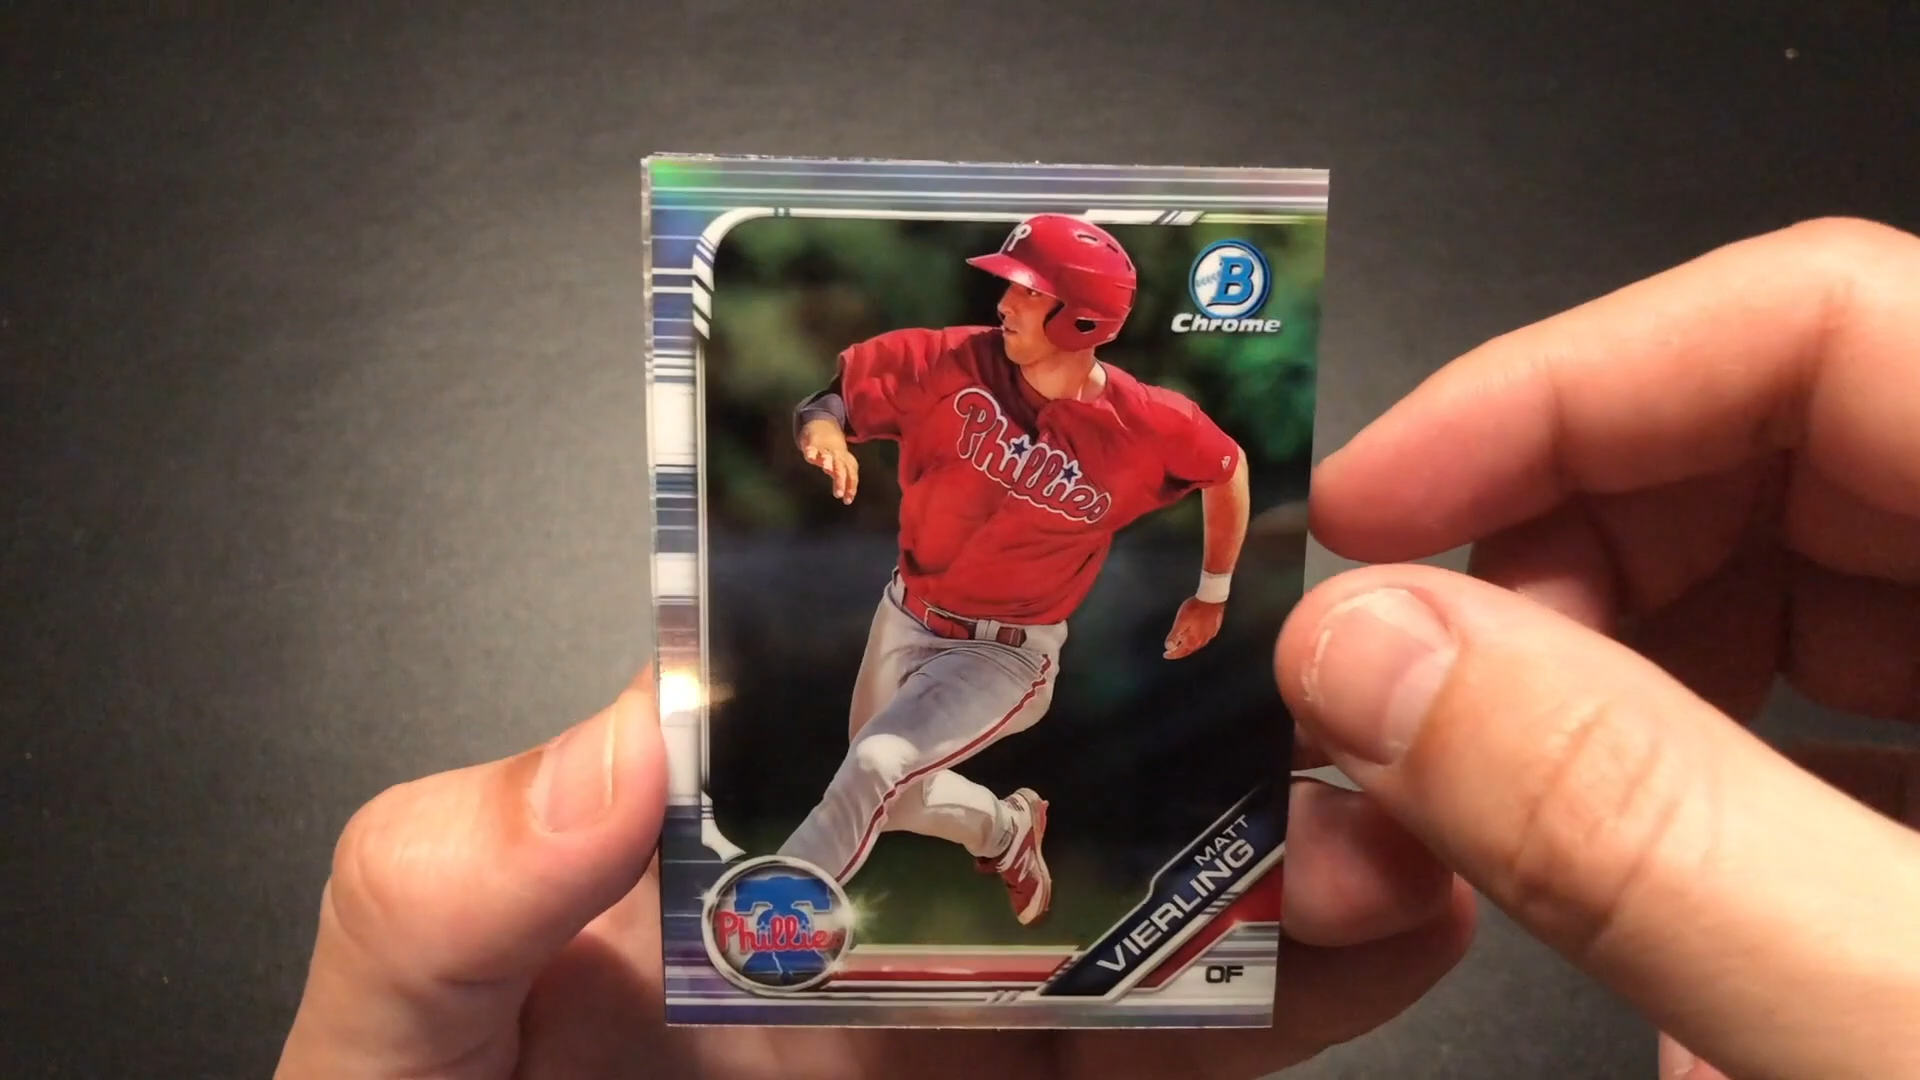 P
B
Chrome
Phillies
MATT
VIERLING
Phillies
OF